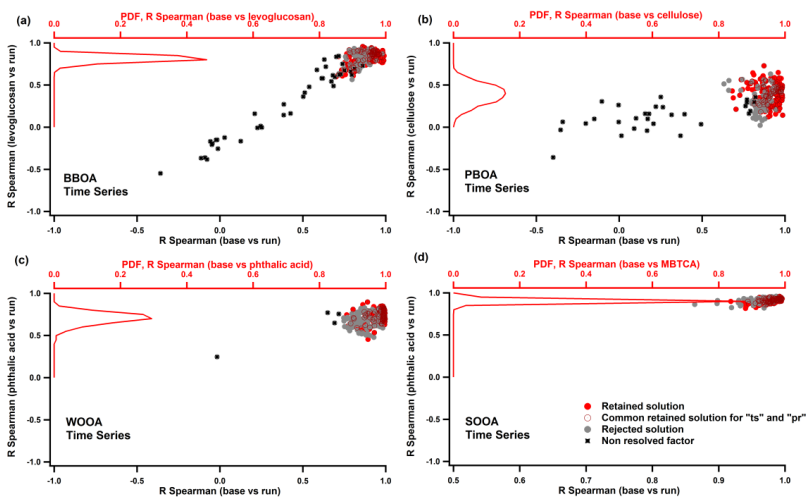 (a)
PDF, R Spearman (base vs levoglucosan)
0.0 0.2 0.4 0.6 0.8 1.0
R Spearman (levoglucosan vs run)
1.0
0.5
0.0
-0.5
-1.0
BBOA
Time Series
-1.0 -0.5 0.0 0.5 1.0
R Spearman (base vs run)
(b)
PDF, R Spearman (base vs cellulose)
0.0 0.2 0.4 0.6 0.8 1.0
R Spearman (cellulose vs run)
1.0
0.5
0.0
-0.5
-1.0
PBOA
Time Series
-1.0 -0.5 0.0 0.5 1.0
R Spearman (base vs run)
(c)
PDF, R Spearman (base vs phthalic acid)
0.0 0.2 0.4 0.6 0.8 1.0
R Spearman (phthalic acid vs run)
1.0
0.5
0.0
-0.5
-1.0
WOOA
Time Series
-1.0 -0.5 0.0 0.5 1.0
R Spearman (base vs run)
(d)
PDF, R Spearman (base vs MBTCA)
0.0 0.2 0.4 0.6 0.8 1.0
R Spearman (phthalic acid vs run)
1.0
0.5
0.0
-0.5
-1.0
SOOA
Time Series
Retained solution
Common retained solution for "ts" and "pr"
Rejected solution
Non resolved factor
0.5 0.6 0.7 0.8 0.9 1.0
R Spearman (base vs run)